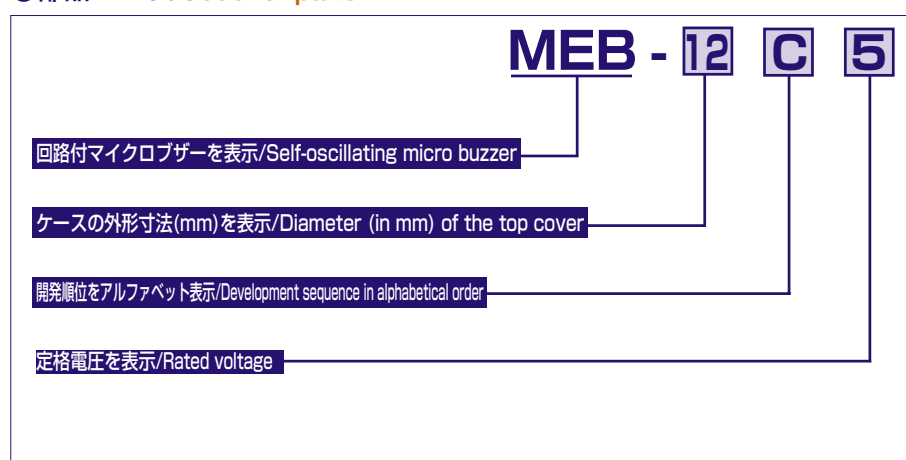 MEB - 12 C 5
回路付マイクロブザーを表示/Self-oscillating micro buzzer
ケースの外形寸法(mm)を表示/Diameter (in mm) of the top cover
開発順位をアルファベット表示/Development sequence in alphabetical order
定格電圧を表示/Rated voltage